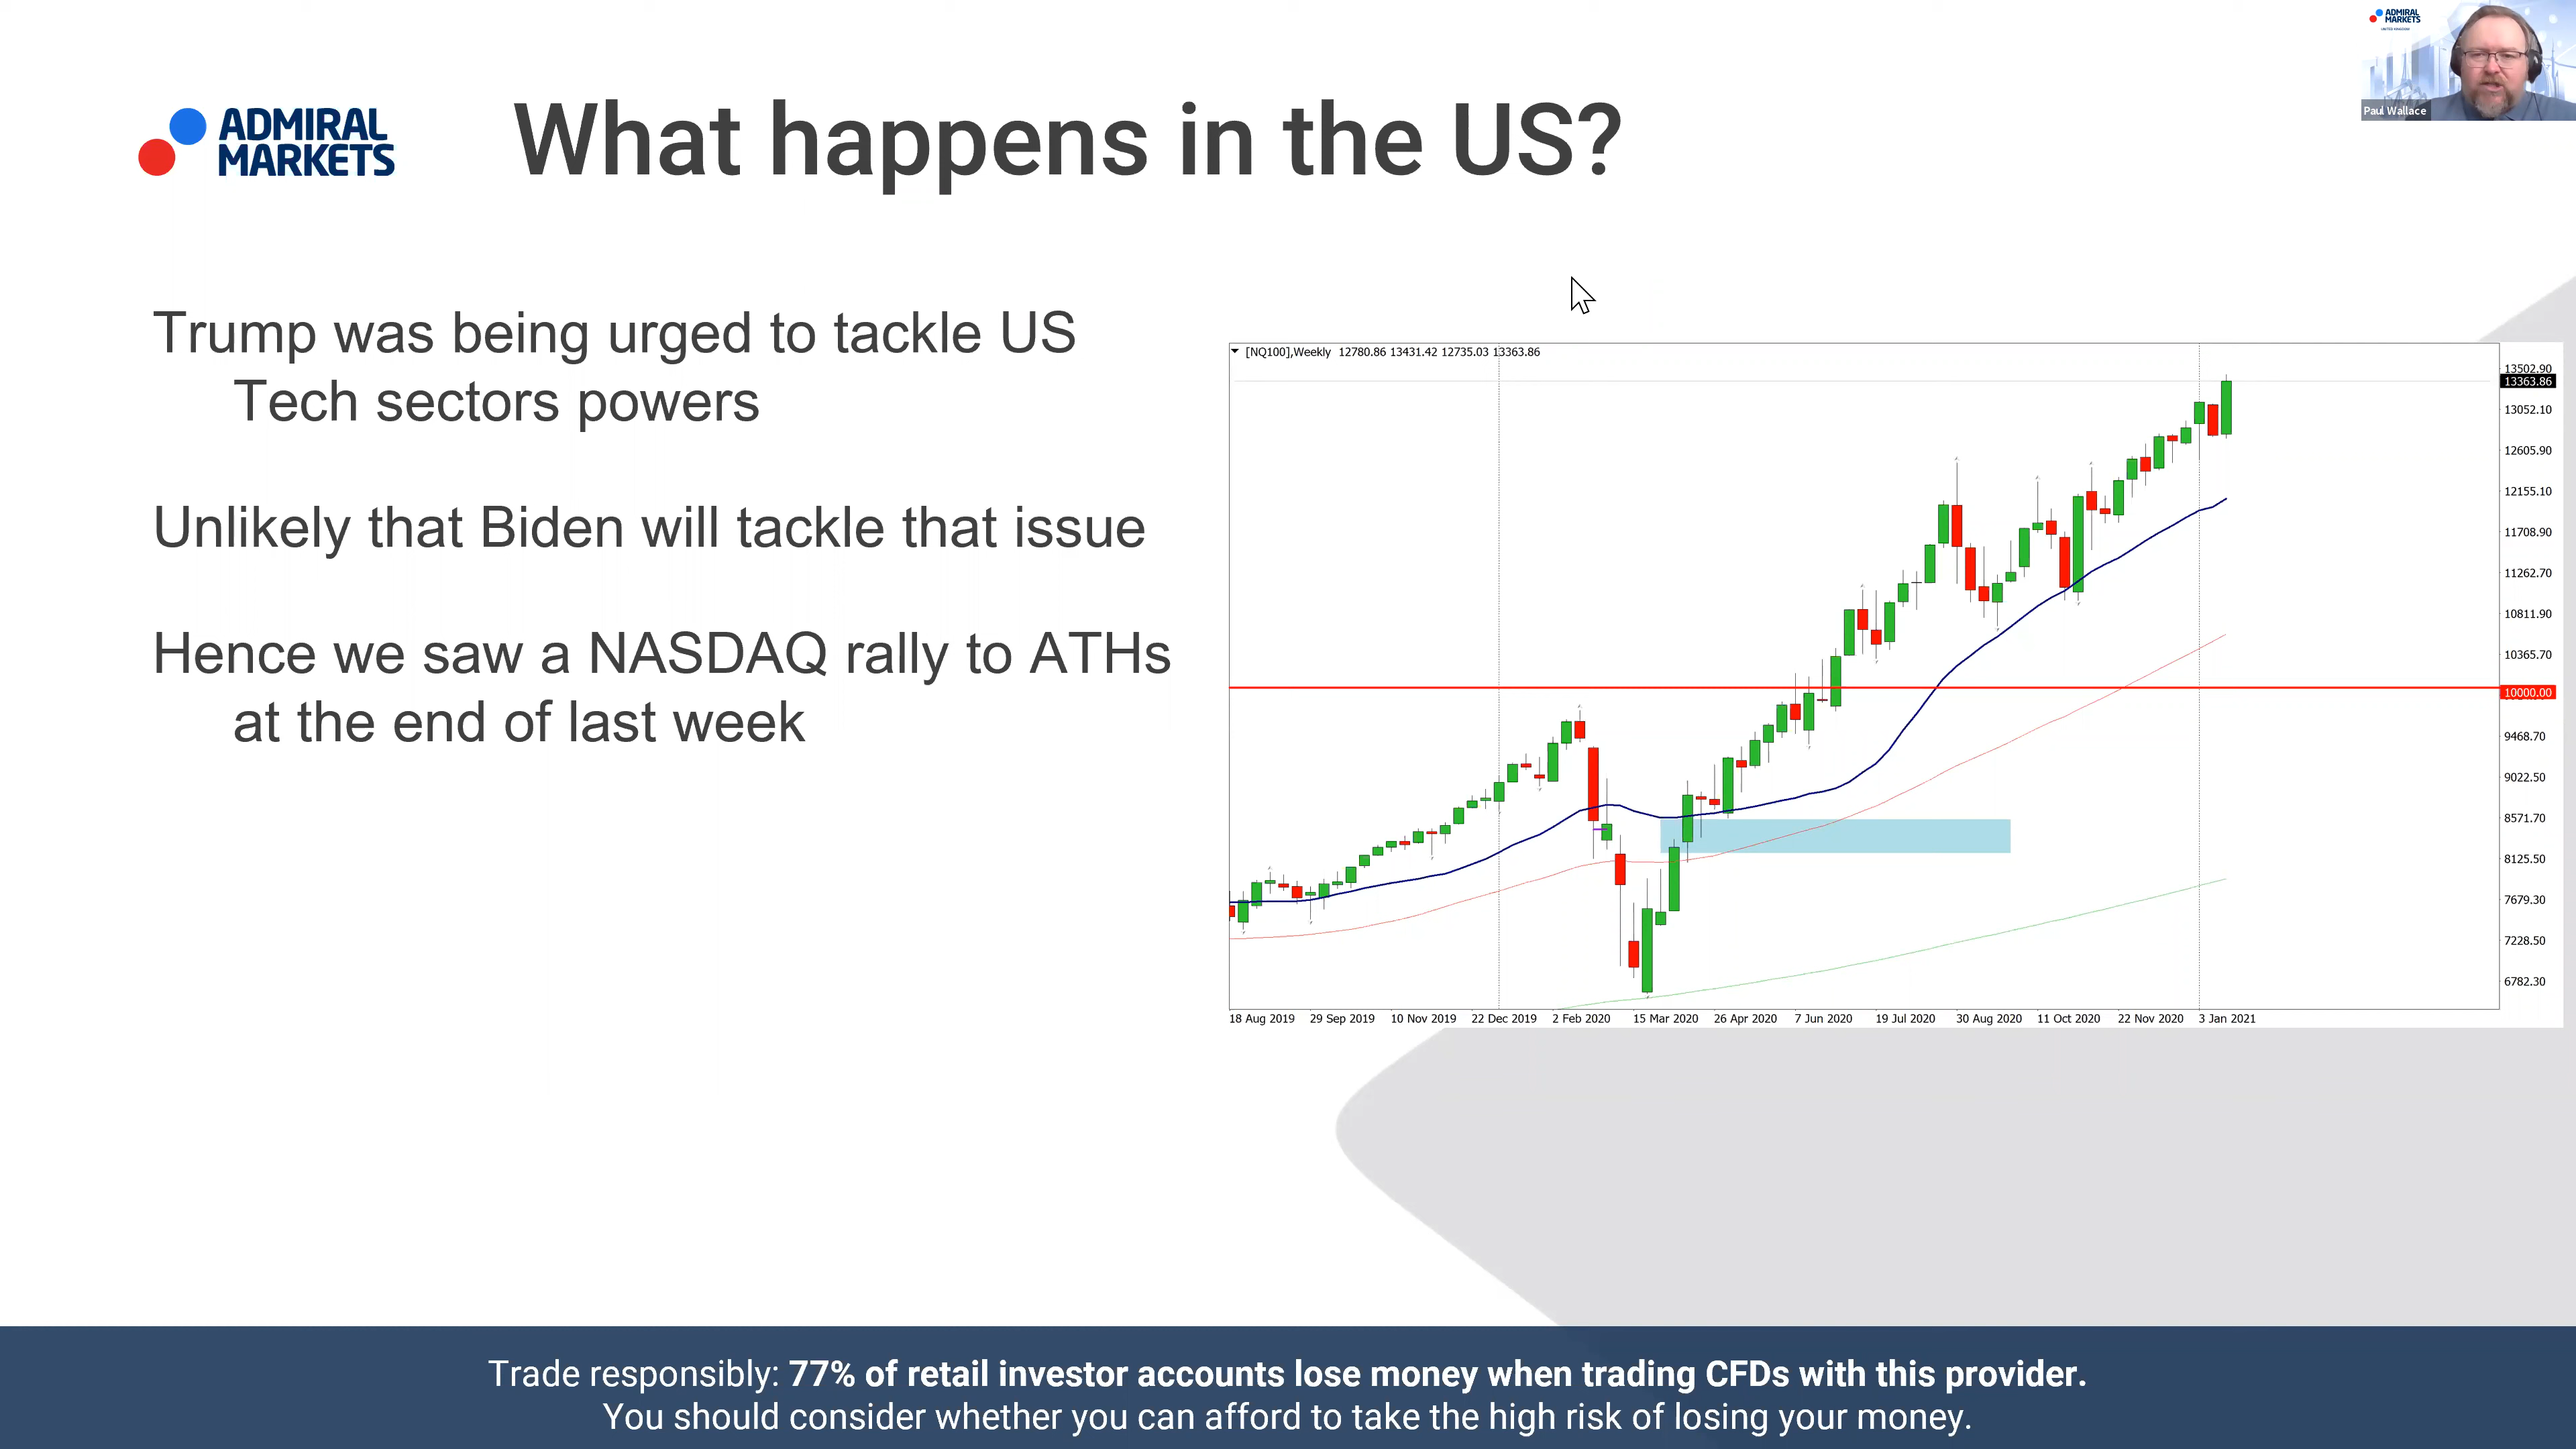 ADMIRAL
MARKETS
What happens in the US?
ADMIRAL
MARKETS
Paul Wallace
Trump was being urged to tackle US
Tech sectors powers
Unlikely that Biden will tackle that issue
Hence we saw a NASDAQ rally to ATHs
at the end of last week
[NQ100],Weekly 12780.86 13431.42 12735.03 13363.86
13502.90
13363.86
13052.10
12605.90
12155.10
11708.90
11262.70
10811.90
10365.70
10000.00
9468.70
9022.50
8571.70
8125.50
7679.30
7228.50
6782.30
18 Aug 2019 29 Sep 2019 10 Nov 2019 22 Dec 2019 2 Feb 2020 15 Mar 2020 26 Apr 2020 7 Jun 2020 19 Jul 2020 30 Aug 2020 11 Oct 2020 22 Nov 2020 3 Jan 2021
Trade responsibly: 77% of retail investor accounts lose money when trading CFDs with this provider.
You should consider whether you can afford to take the high risk of losing your money.